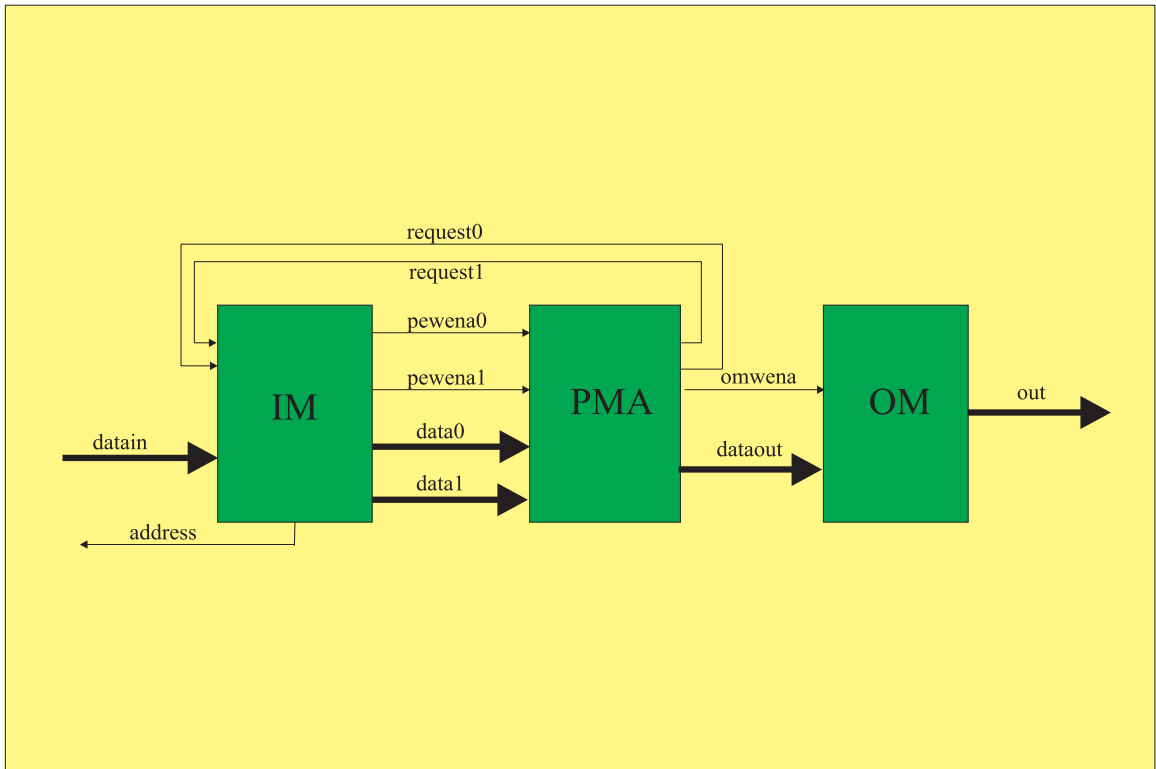 request0
request1
pewena0
pewena1
omwena
out
IM
PMA
OM
datain
data0
dataout
data1
address